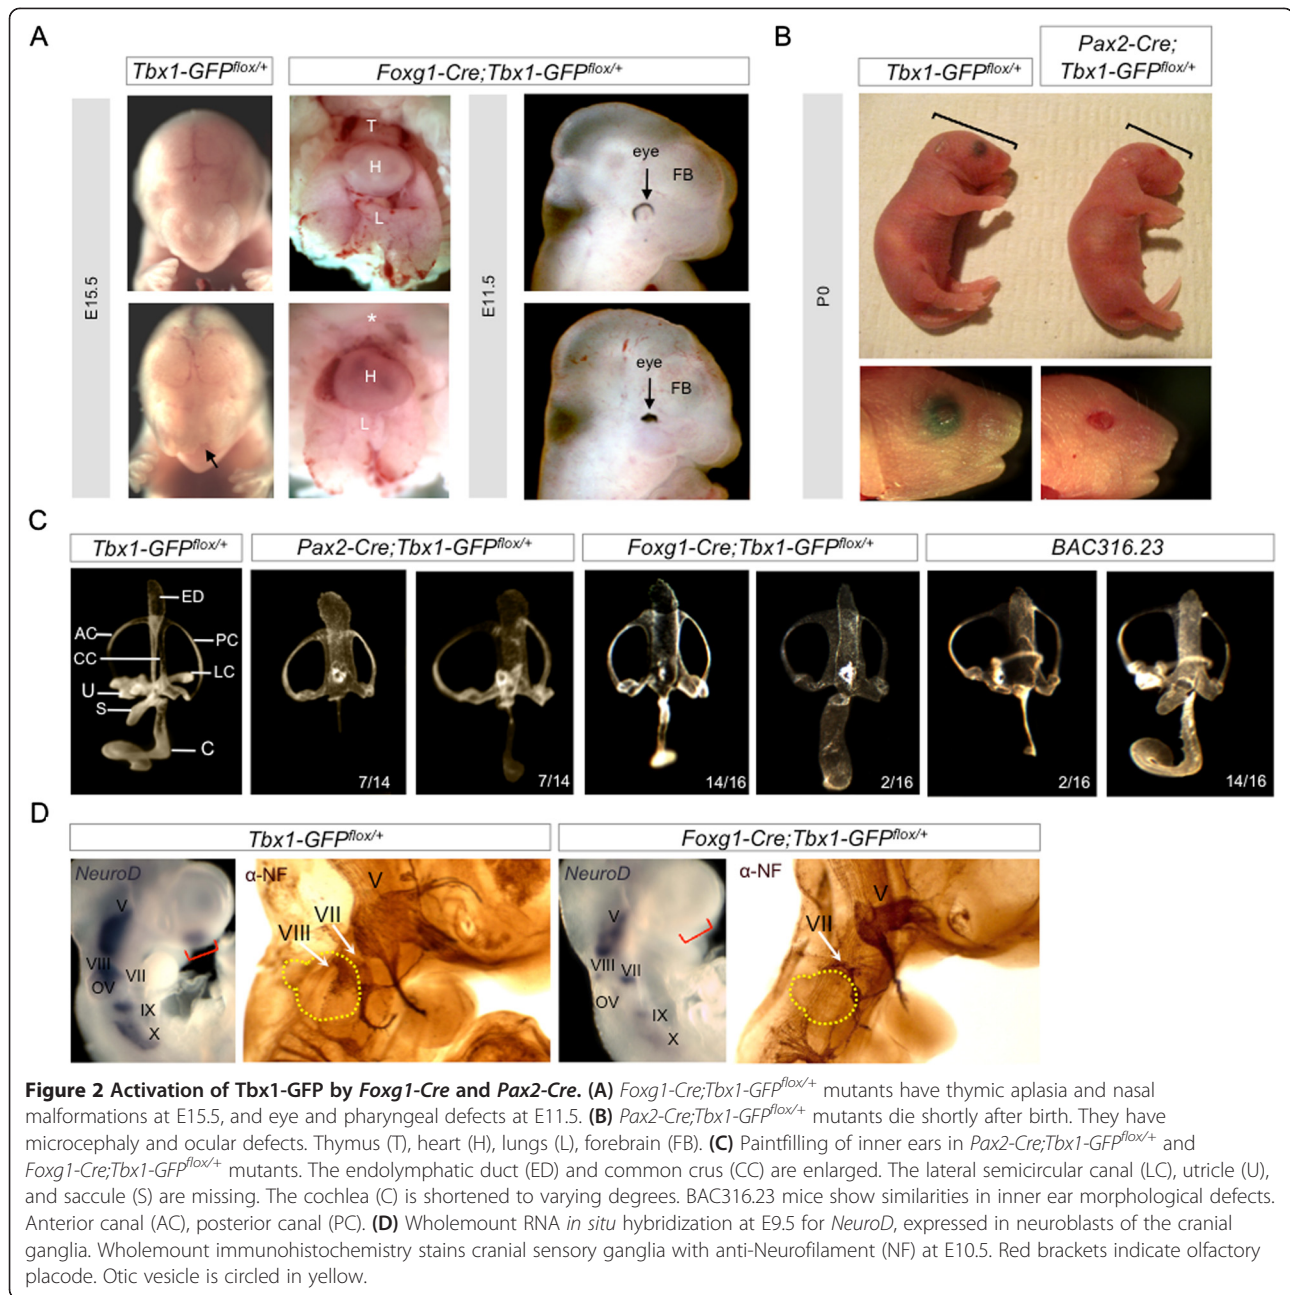 A
Tbx1-GFPflox/+
Foxg1-Cre;Tbx1-GFPflox/+
E15.5
T
H
L
*
H
L
E11.5
eye
FB
eye
FB
B
Tbx1-GFPflox/+
Pax2-Cre;
Tbx1-GFPflox/+
P0
C
Tbx1-GFPflox/+
Pax2-Cre;Tbx1-GFPflox/+
Foxg1-Cre;Tbx1-GFPflox/+
BAC316.23
ED
AC
PC
CC
LC
U
S
C
7/14
7/14
14/16
2/16
2/16
14/16
D
Tbx1-GFPflox/+
Foxg1-Cre;Tbx1-GFPflox/+
NeuroD
V
VIII
VII
OV
IX
X
α-NF
V
VII
VIII
NeuroD
V
VIII
VII
OV
IX
X
α-NF
V
VII
Figure 2 Activation of Tbx1-GFP by Foxg1-Cre and Pax2-Cre. (A) Foxg1-Cre;Tbx1-GFPflox/+ mutants have thymic aplasia and nasal
malformations at E15.5, and eye and pharyngeal defects at E11.5. (B) Pax2-Cre;Tbx1-GFPflox/+ mutants die shortly after birth. They have
microcephaly and ocular defects. Thymus (T), heart (H), lungs (L), forebrain (FB). (C) Paintfilling of inner ears in Pax2-Cre;Tbx1-GFPflox/+ and
Foxg1-Cre;Tbx1-GFPflox/+ mutants. The endolymphatic duct (ED) and common crus (CC) are enlarged. The lateral semicircular canal (LC), utricle (U),
and saccule (S) are missing. The cochlea (C) is shortened to varying degrees. BAC316.23 mice show similarities in inner ear morphological defects.
Anterior canal (AC), posterior canal (PC). (D) Wholemount RNA in situ hybridization at E9.5 for NeuroD, expressed in neuroblasts of the cranial
ganglia. Wholemount immunohistochemistry stains cranial sensory ganglia with anti-Neurofilament (NF) at E10.5. Red brackets indicate olfactory
placode. Otic vesicle is circled in yellow.